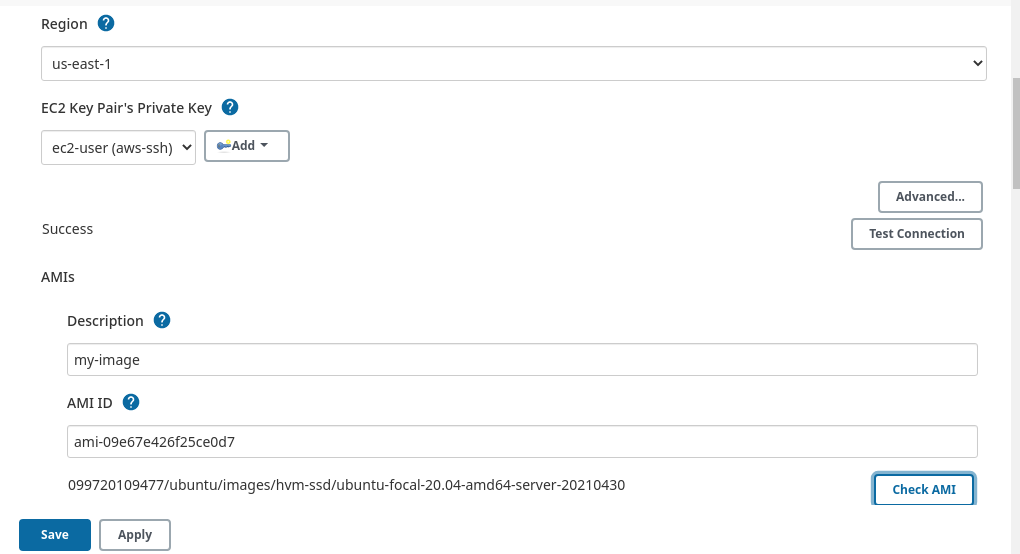 Region ?
us-east-1
EC2 Key Pair's Private Key ?
ec2-user (aws-ssh) Add
Advanced...
Success
Test Connection
AMIs
Description ?
my-image
AMI ID ?
ami-09e67e426f25ce0d7
099720109477/ubuntu/images/hvm-ssd/ubuntu-focal-20.04-amd64-server-20210430
Check AMI
Save Apply